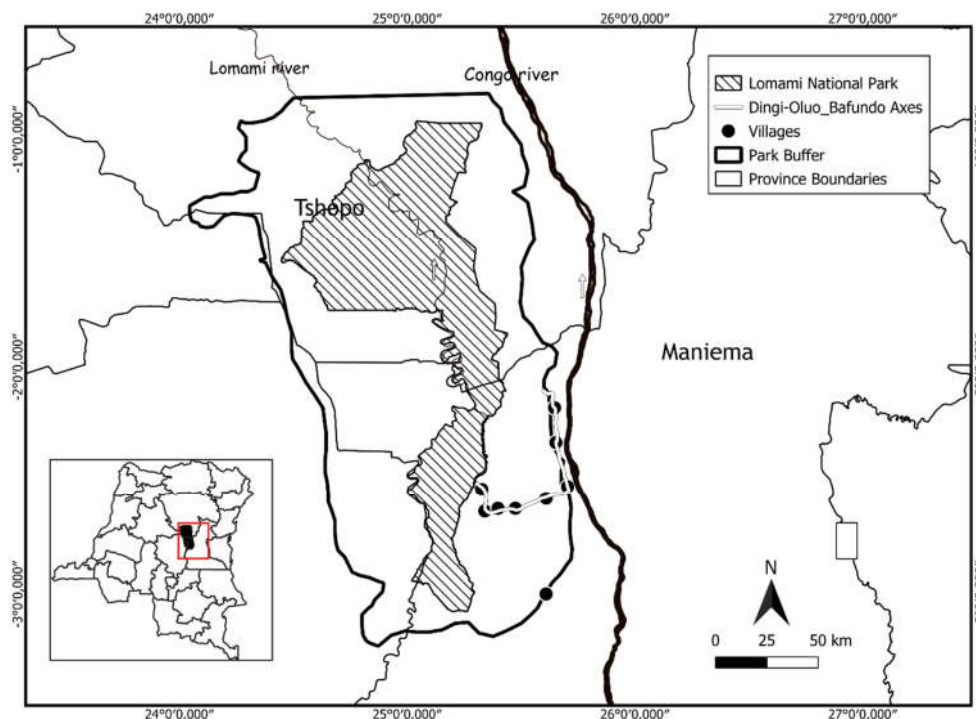 24°0'0,000"
25°0'0,000"
26°0'0,000"
27°0'0,000"
Lomami river
Congo river
Lomami National Park
Dingi-Oluo_Bafundo Axes
Villages
Park Buffer
Province Boundaries
-1°0'0,000"
Tshopo
-2°0'0,000"
Maniema
-3°0'0,000"
N
0 25 50 km
24°0'0,000"
25°0'0,000"
26°0'0,000"
27°0'0,000"